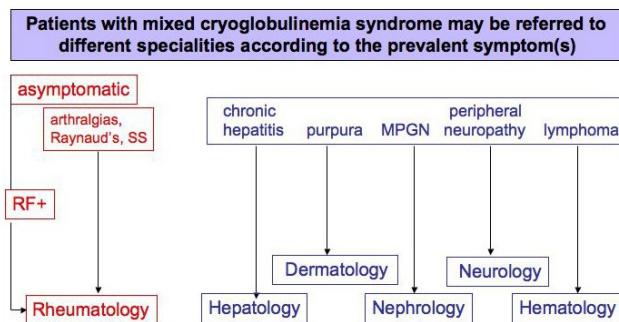 Patients with mixed cryoglobulinemia syndrome may be referred to
different specialities according to the prevalent symptom(s)
asymptomatic
arthralgias,
Raynaud's, SS
RF+
Rheumatology
chronic
hepatitis
purpura
MPGN
peripheral
neuropathy
lymphoma
Dermatology
Neurology
Hepatology
Nephrology
Hematology